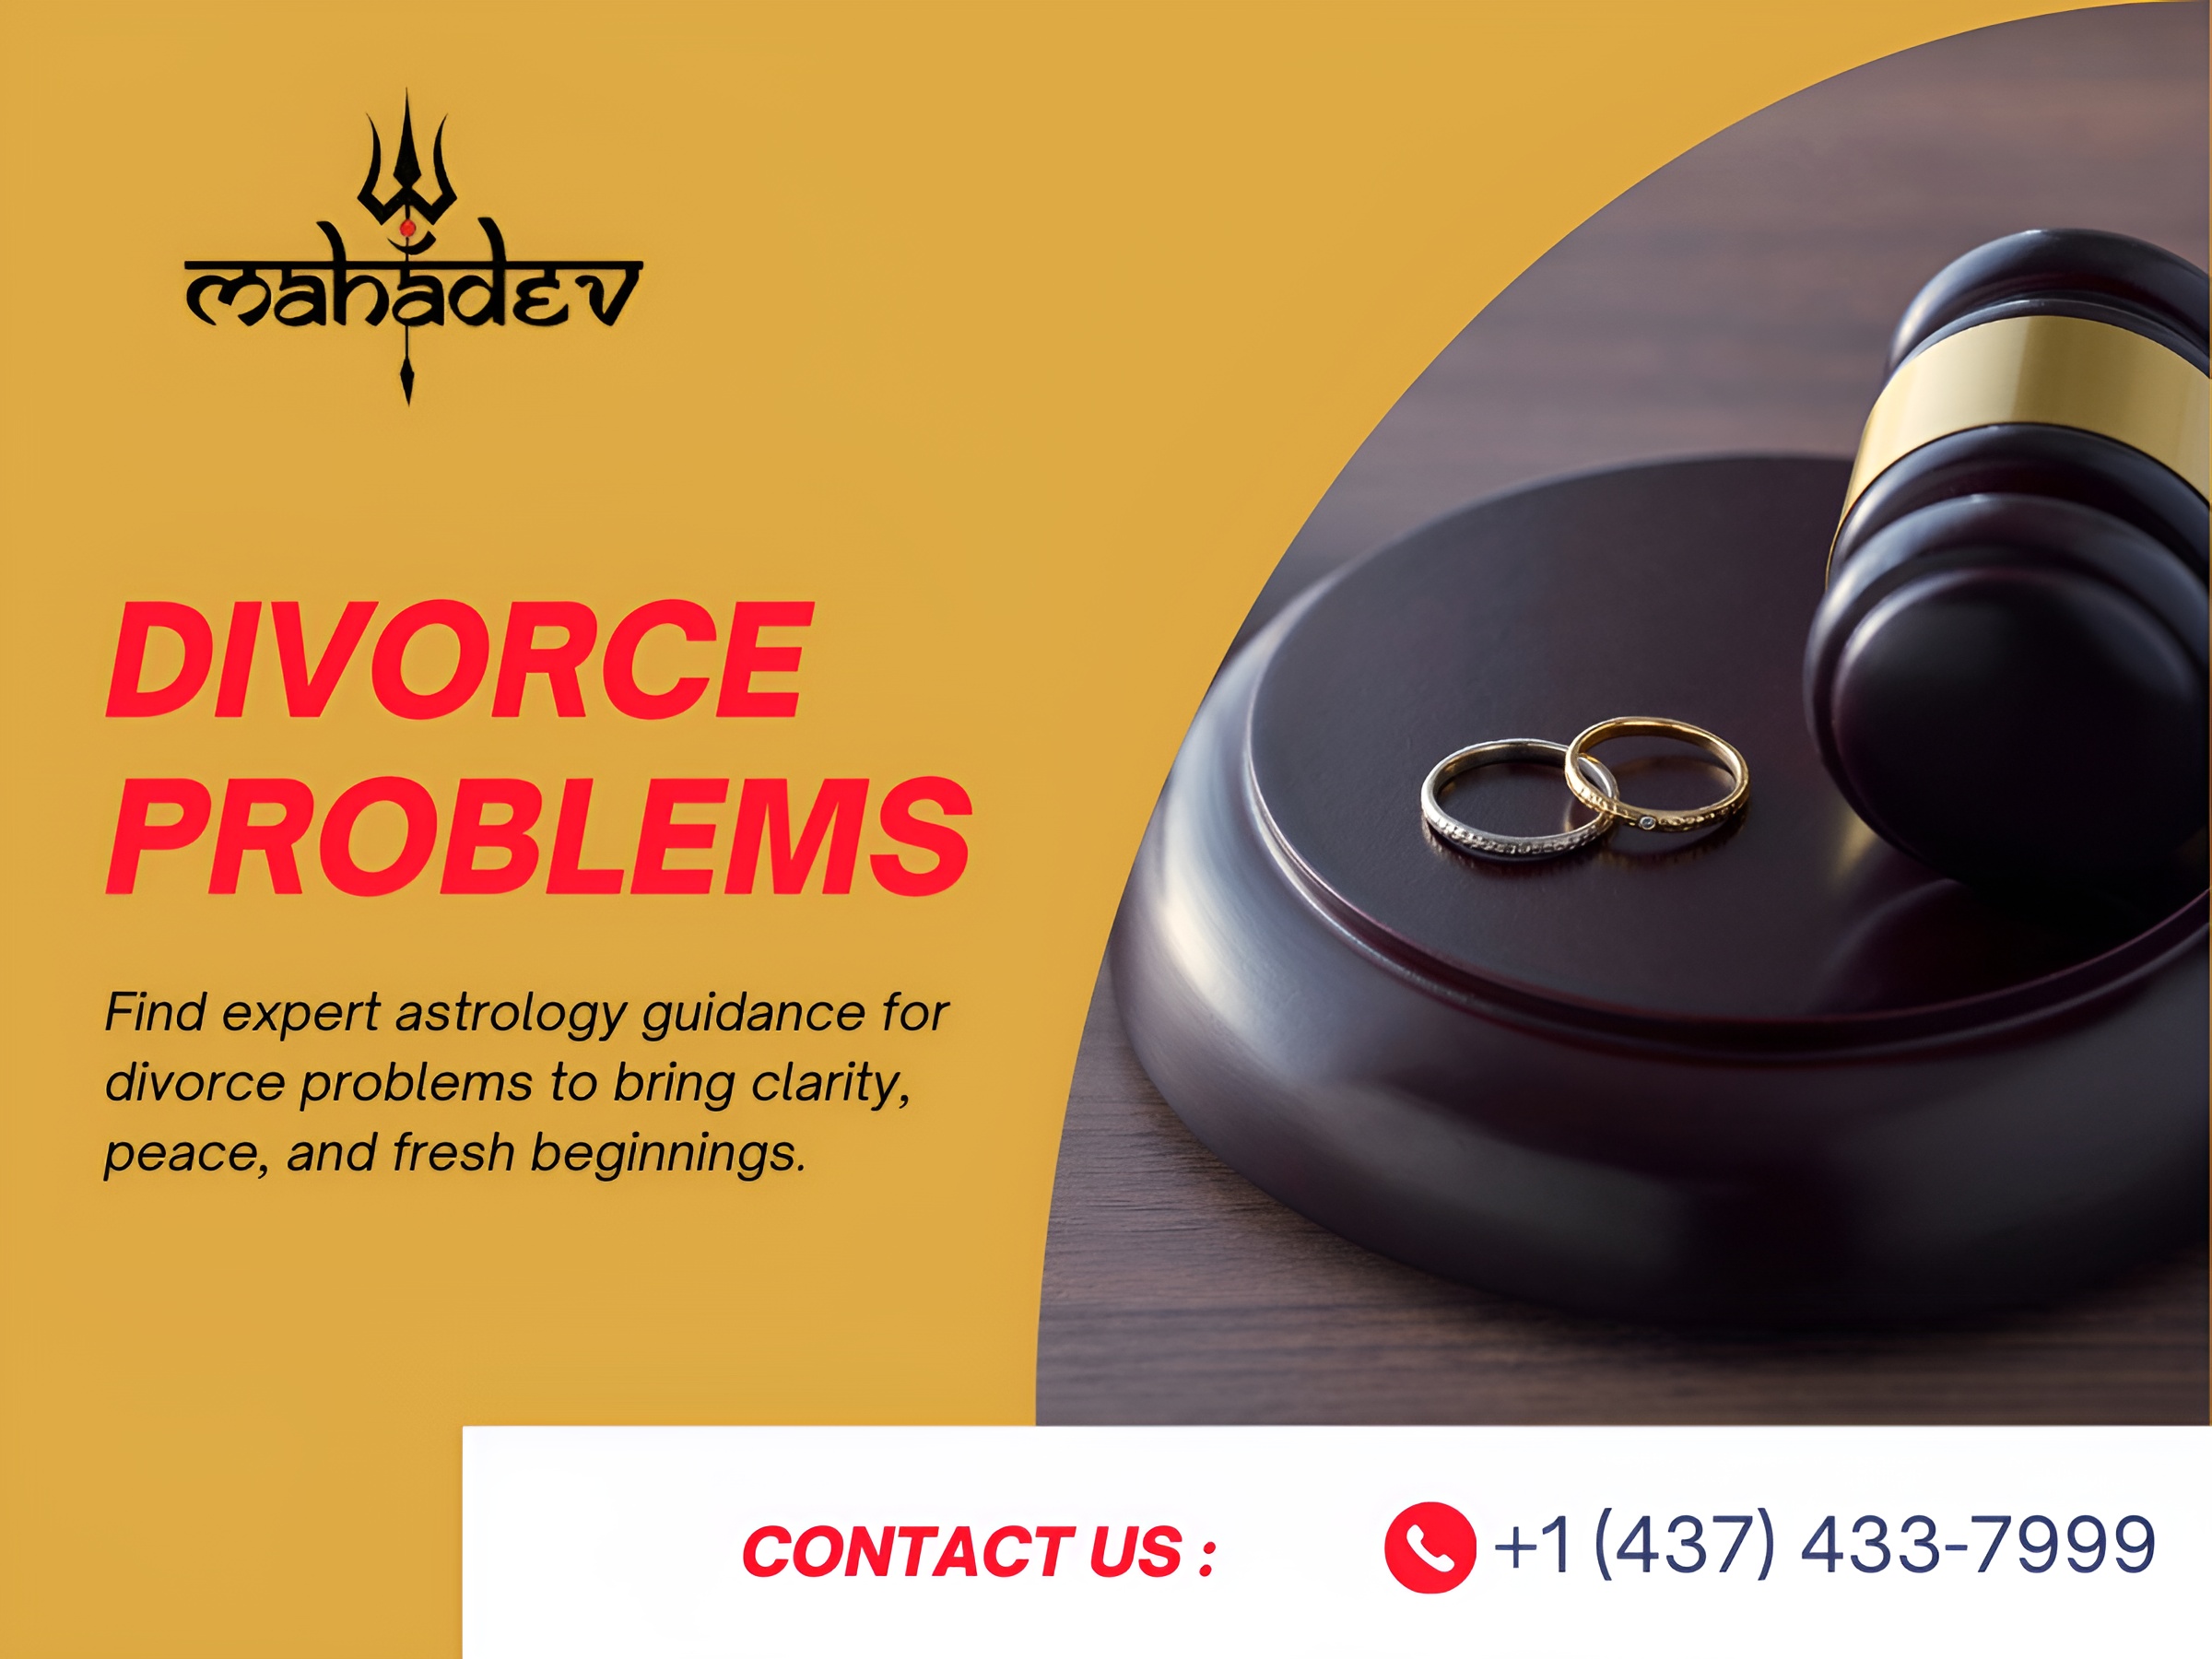 mahadev
DIVORCE
PROBLEMS
Find expert astrology guidance for
divorce problems to bring clarity,
peace, and fresh beginnings.
CONTACT US :
+1 (437) 433-7999